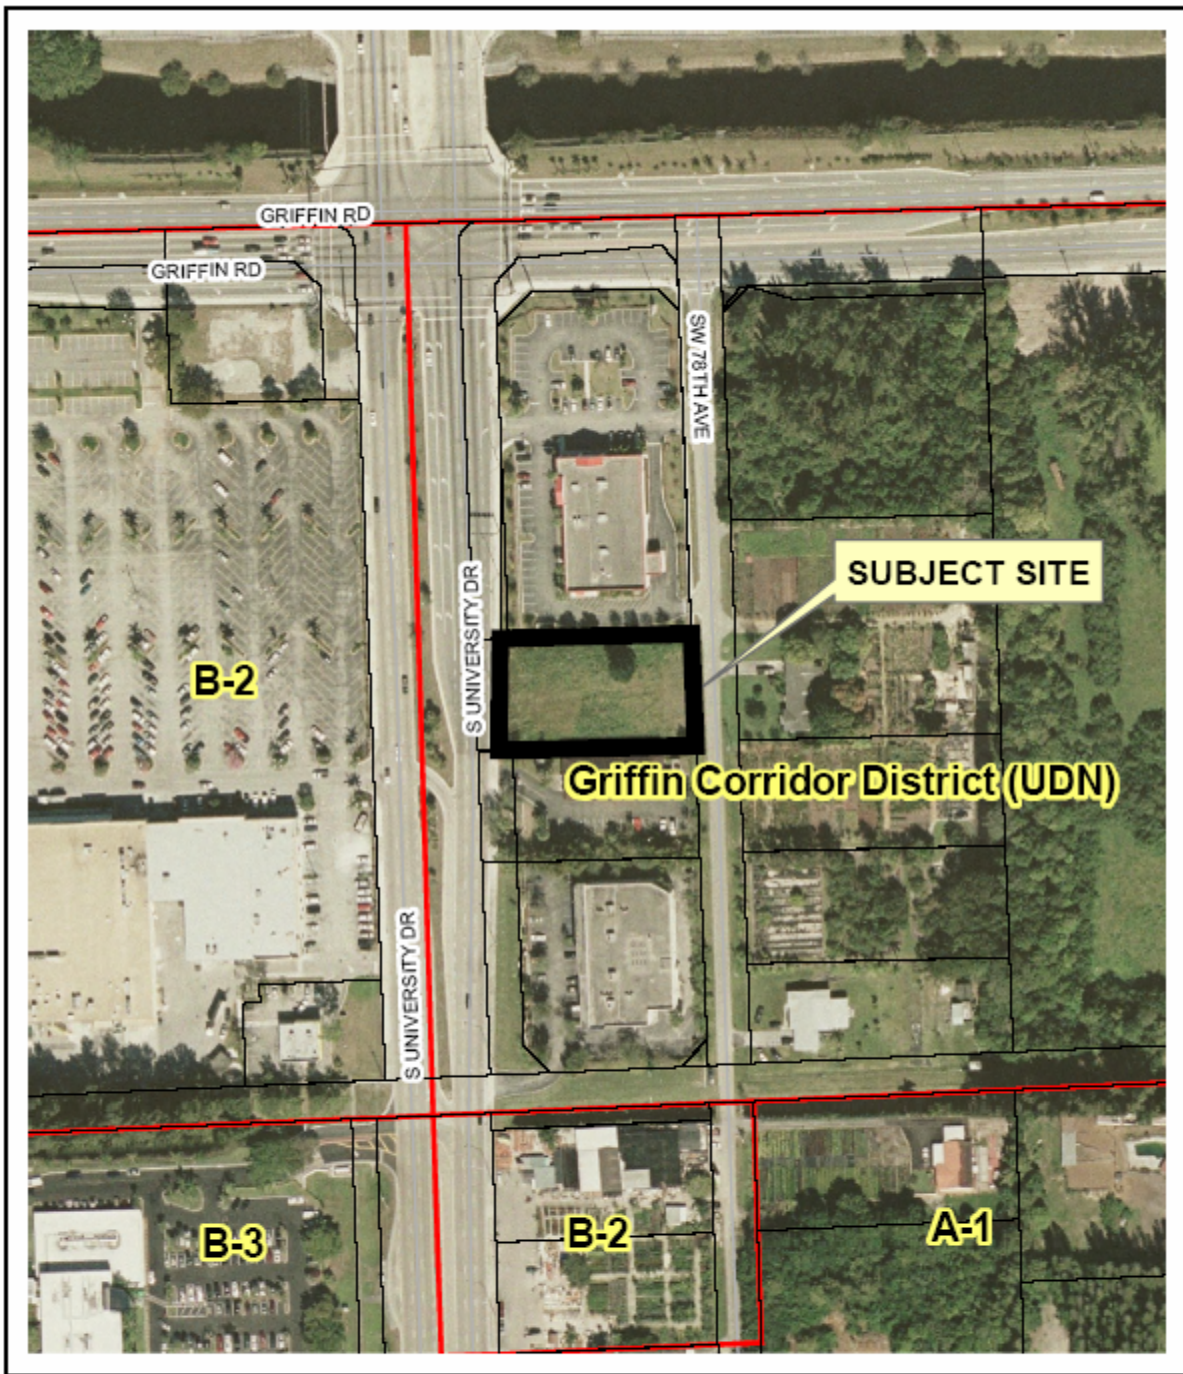 GRIFFIN RD
GRIFFIN RD
SW 78TH AVE
SUBJECT SITE
S UNIVERSITY DR
B-2
Griffin Corridor District (UDN)
S UNIVERSITY DR
B-3
B-2
A-1